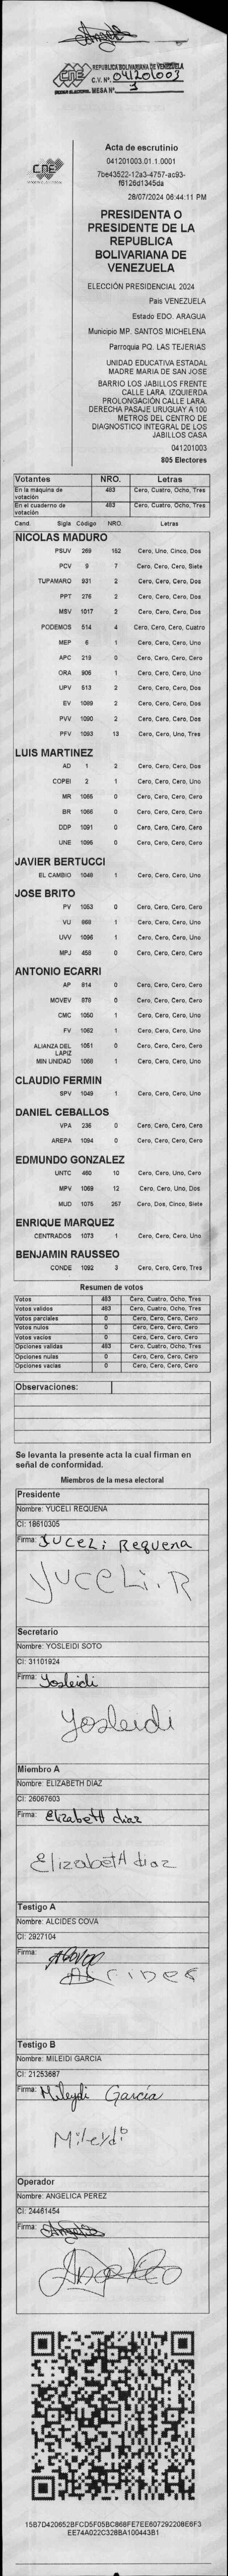 CNE
REPUBLICA BOLIVARIANA DE VENEZUELA
C.V. Nº. 041201003
PODER ELECTORAL MESA Nº. 1
CNE
Acta de escrutinio
041201003.01.1.0001
7be43522-12a3-4757-ac93-
f6126d1345da
28/07/2024 06:44:11 PM
PRESIDENTA O
PRESIDENTE DE LA
REPUBLICA
BOLIVARIANA DE
VENEZUELA
ELECCIÓN PRESIDENCIAL 2024
Pais VENEZUELA
Estado EDO. ARAGUA
Municipio MP. SANTOS MICHELENA
Parroquia PQ. LAS TEJERIAS
UNIDAD EDUCATIVA ESTADAL
MADRE MARIA DE SAN JOSE
BARRIO LOS JABILLOS FRENTE
CALLE LARA. IZQUIERDA
PROLONGACIÓN CALLE LARA.
DERECHA PASAJE URUGUAY A 100
METROS DEL CENTRO DE
DIAGNOSTICO INTEGRAL DE LOS
JABILLOS CASA
041201003
805 Electores
Votantes NRO. Letras
En la máquina de votación 483 Cero, Cuatro, Ocho, Tres
En el cuaderno de votación 483 Cero, Cuatro, Ocho, Tres
Cand. Sigla Código NRO. Letras
NICOLAS MADURO
PSUV 269 152 Cero, Uno, Cinco, Dos
PCV 9 7 Cero, Cero, Cero, Siete
TUPAMARO 931 2 Cero, Cero, Cero, Dos
PPT 276 2 Cero, Cero, Cero, Dos
MSV 1017 2 Cero, Cero, Cero, Dos
PODEMOS 514 4 Cero, Cero, Cero, Cuatro
MEP 6 1 Cero, Cero, Cero, Uno
APC 219 0 Cero, Cero, Cero, Cero
ORA 906 1 Cero, Cero, Cero, Uno
UPV 613 2 Cero, Cero, Cero, Dos
EV 1089 2 Cero, Cero, Cero, Dos
PVV 1090 2 Cero, Cero, Cero, Dos
PFV 1093 13 Cero, Cero, Uno, Tres
LUIS MARTINEZ
AD 1 2 Cero, Cero, Cero, Dos
COPEI 2 1 Cero, Cero, Cero, Uno
MR 1065 0 Cero, Cero, Cero, Cero
BR 1066 0 Cero, Cero, Cero, Cero
DDP 1091 0 Cero, Cero, Cero, Cero
UNE 1095 0 Cero, Cero, Cero, Cero
JAVIER BERTUCCI
EL CAMBIO 1048 1 Cero, Cero, Cero, Uno
JOSE BRITO
PV 1053 0 Cero, Cero, Cero, Cero
VU 968 1 Cero, Cero, Cero, Uno
UVV 1096 1 Cero, Cero, Cero, Uno
MPJ 458 0 Cero, Cero, Cero, Cero
ANTONIO ECARRI
AP 814 0 Cero, Cero, Cero, Cero
MOVEV 878 0 Cero, Cero, Cero, Cero
CMC 1050 1 Cero, Cero, Cero, Uno
FV 1062 1 Cero, Cero, Cero, Uno
ALIANZA DEL LAPIZ 1051 0 Cero, Cero, Cero, Cero
MIN UNIDAD 1058 1 Cero, Cero, Cero, Uno
CLAUDIO FERMIN
SPV 1049 1 Cero, Cero, Cero, Uno
DANIEL CEBALLOS
VPA 236 0 Cero, Cero, Cero, Cero
AREPA 1094 0 Cero, Cero, Cero, Cero
EDMUNDO GONZALEZ
UNTC 460 10 Cero, Cero, Uno, Cero
MPV 1069 12 Cero, Cero, Uno, Dos
MUD 1075 257 Cero, Dos, Cinco, Siete
ENRIQUE MARQUEZ
CENTRADOS 1073 1 Cero, Cero, Cero, Uno
BENJAMIN RAUSSEO
CONDE 1092 3 Cero, Cero, Cero, Tres
Resumen de votos
Votos 483 Cero, Cuatro, Ocho, Tres
Votos validos 483 Cero, Cuatro, Ocho, Tres
Votos parciales 0 Cero, Cero, Cero, Cero
Votos nulos 0 Cero, Cero, Cero, Cero
Votos vacios 0 Cero, Cero, Cero, Cero
Opciones validas 483 Cero, Cuatro, Ocho, Tres
Opciones nulas 0 Cero, Cero, Cero, Cero
Opciones vacias 0 Cero, Cero, Cero, Cero
Observaciones:
Se levanta la presente acta la cual firman en
señal de conformidad.
Miembros de la mesa electoral
Presidente
Nombre: YUCELI REQUENA
CI: 18610305
Firma: YUCELi REQUENA
YUCELi.R
Secretario
Nombre: YOSLEIDI SOTO
CI: 31101924
Firma: Yosleidi
Yosleidi
Miembro A
Nombre: ELIZABETH DIAZ
CI: 26067603
Firma: Elizabeth diaz
Elizabeth diaz
Testigo A
Nombre: ALCIDES COVA
CI: 2927104
Firma:
ALCIDES
Testigo B
Nombre: MILEIDI GARCIA
CI: 21253687
Firma: Mileydi Garcia
Mileydi
Operador
Nombre: ANGELICA PEREZ
CI: 24461454
Firma:
15B7D420652BFCD5F05BC866FE7EE607292208E6F3
EE74A022C328BA100443B1